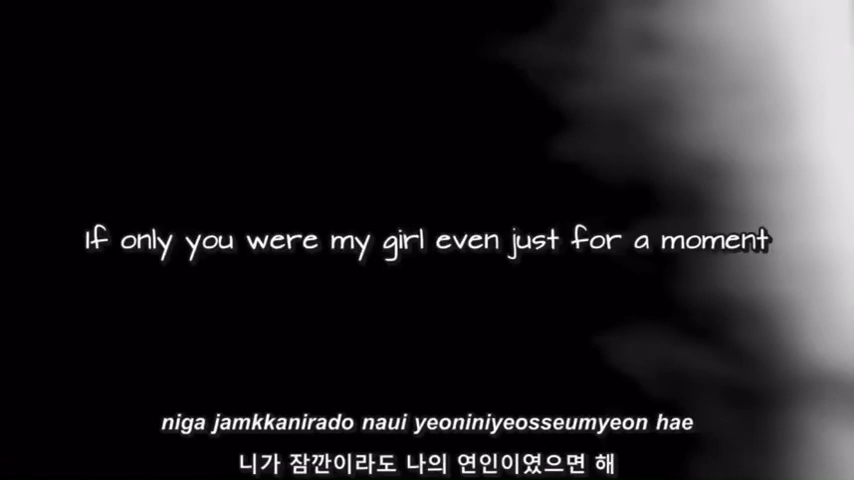 If only you were my girl even just for a moment
niga jamkkanirado naui yeoniniyeosseumyeon hae
니가 잠깐이라도 나의 연인이였으면 해